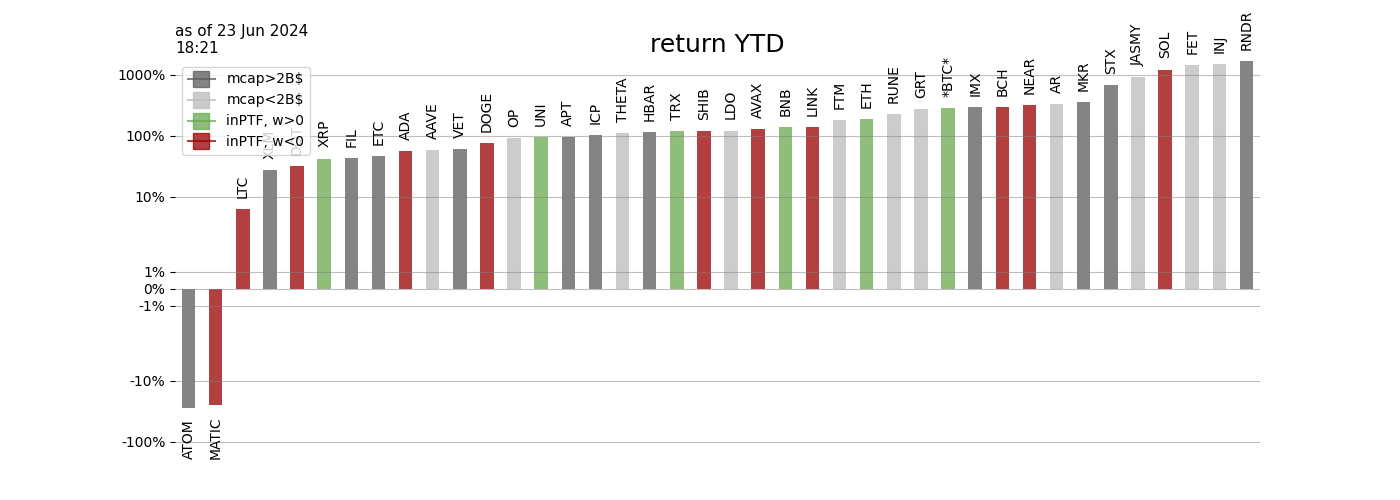 as of 23 Jun 2024
18:21
return YTD
mcap>2B$
mcap<2B$
inPTF, w>0
inPTF, w<0
1000%
100%
10%
1%
0%
-1%
-10%
-100%
ATOM
MATIC
LTC
XRP
FIL
ETC
ADA
AAVE
VET
DOGE
OP
UNI
APT
ICP
THETA
HBAR
TRX
SHIB
LDO
AVAX
BNB
LINK
FTM
ETH
RUNE
GRT
*BTC*
IMX
BCH
NEAR
AR
MKR
STX
JASMY
SOL
FET
INJ
RNDR